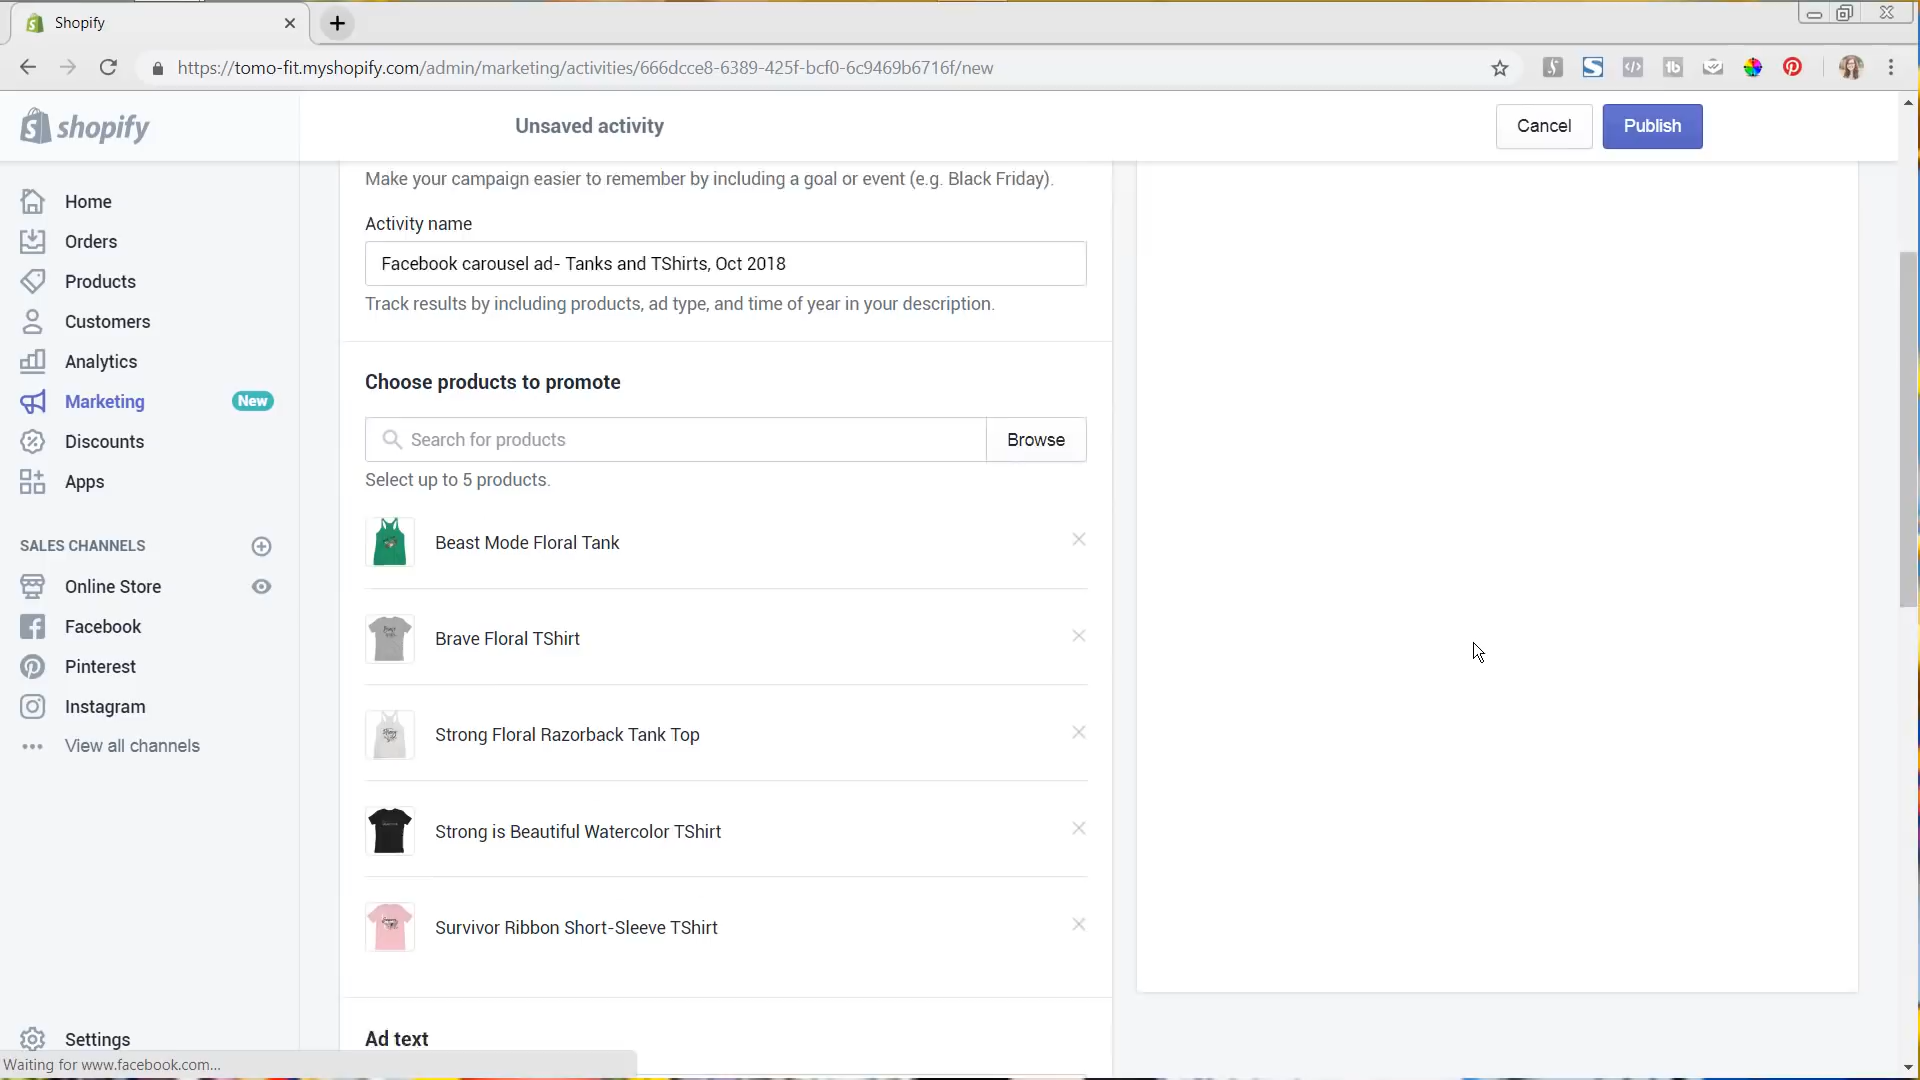 Shopify
https://tomo-fit.myshopify.com/admin/marketing/activities/666dcce8-6389-425f-bcf0-6c9469b6716f/new
shopify
Unsaved activity
Cancel
Publish
Home
Orders
Products
Customers
Analytics
Marketing
New
Discounts
Apps
SALES CHANNELS
Online Store
Facebook
Pinterest
Instagram
View all channels
Settings
Make your campaign easier to remember by including a goal or event (e.g. Black Friday).
Activity name
Facebook carousel ad- Tanks and TShirts, Oct 2018
Track results by including products, ad type, and time of year in your description.
Choose products to promote
Search for products
Browse
Select up to 5 products.
Beast Mode Floral Tank
Brave Floral TShirt
Strong Floral Razorback Tank Top
Strong is Beautiful Watercolor TShirt
Survivor Ribbon Short-Sleeve TShirt
Ad text
Waiting for www.facebook.com...